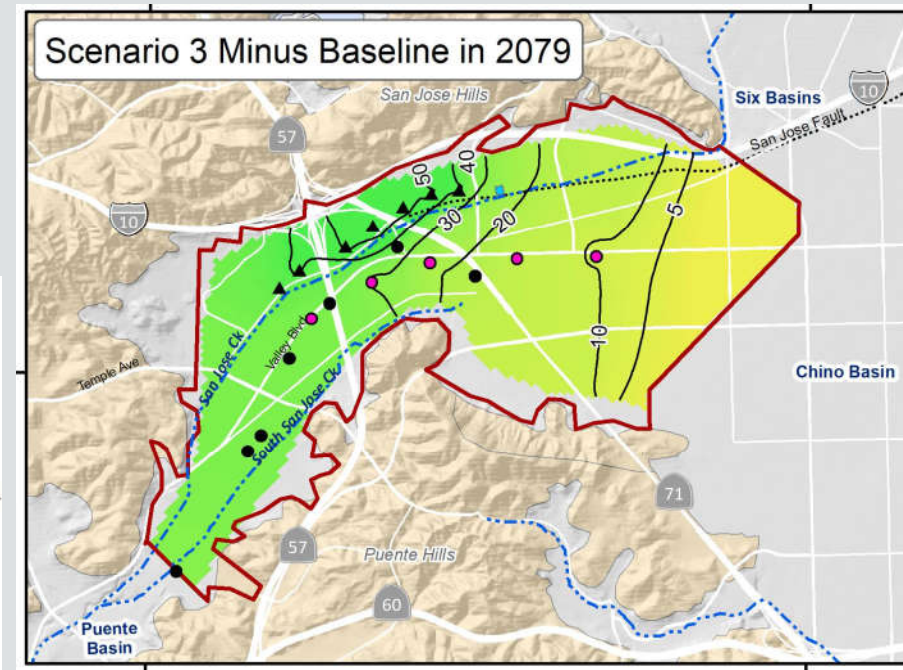 Scenario 3 Minus Baseline in 2079
San Jose Hills
Six Basins
10
57
San Jose Fault
50
40
30
20
5
10
10
Valley Blvd
San Jose Ck
Temple Ave
South San Jose Ck
Chino Basin
71
57
Puente Hills
60
Puente
Basin